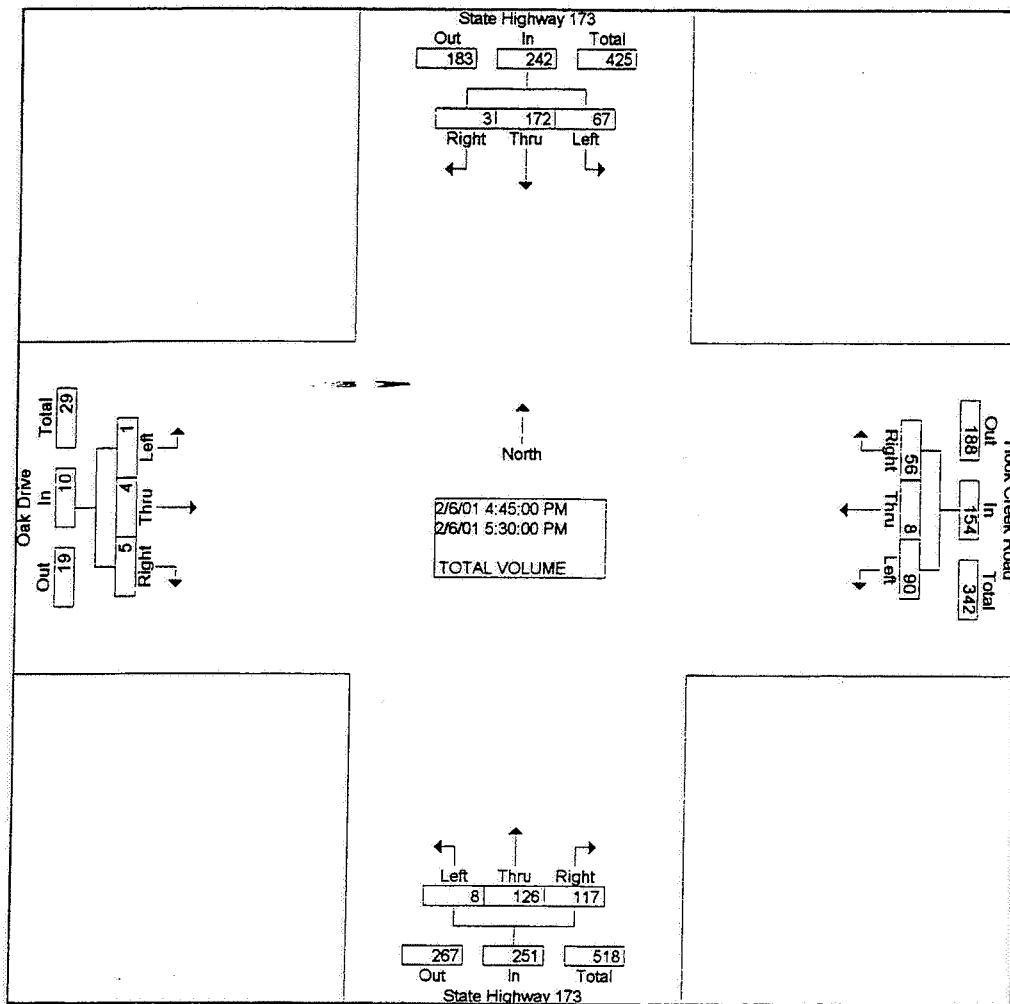 State Highway 173
Out In Total
183 242 425
3 172 67
Right Thru Left
North
2/6/01 4:45:00 PM
2/6/01 5:30:00 PM
TOTAL VOLUME
Oak Drive
Out In Total
19 10 29
5 4 1
Right Thru Left
Right Thru Left
56 8 90
Out In Total
188 154 342
Creek Road
Left Thru Right
8 126 117
267 251 518
Out In Total
State Highway 173